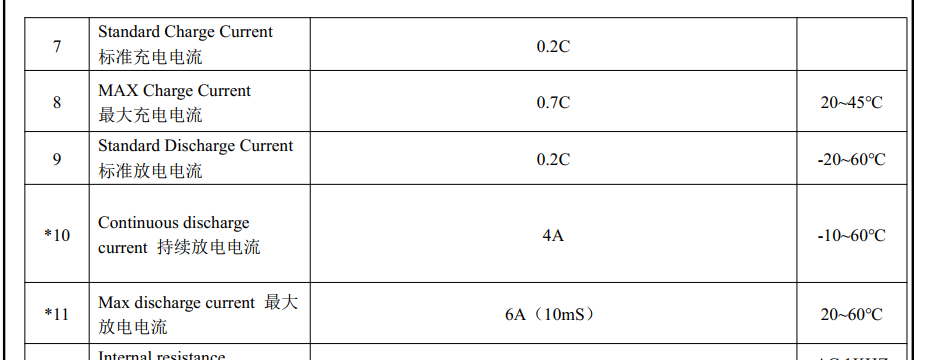 7
Standard Charge Current
标准充电电流
0.2C
8
MAX Charge Current
最大充电电流
0.7C
20~45℃
9
Standard Discharge Current
标准放电电流
0.2C
-20~60℃
*10
Continuous discharge
current 持续放电电流
4A
-10~60℃
*11
Max discharge current 最大
放电电流
6A（10mS）
20~60℃
Internal resistance
AC 1KHZ